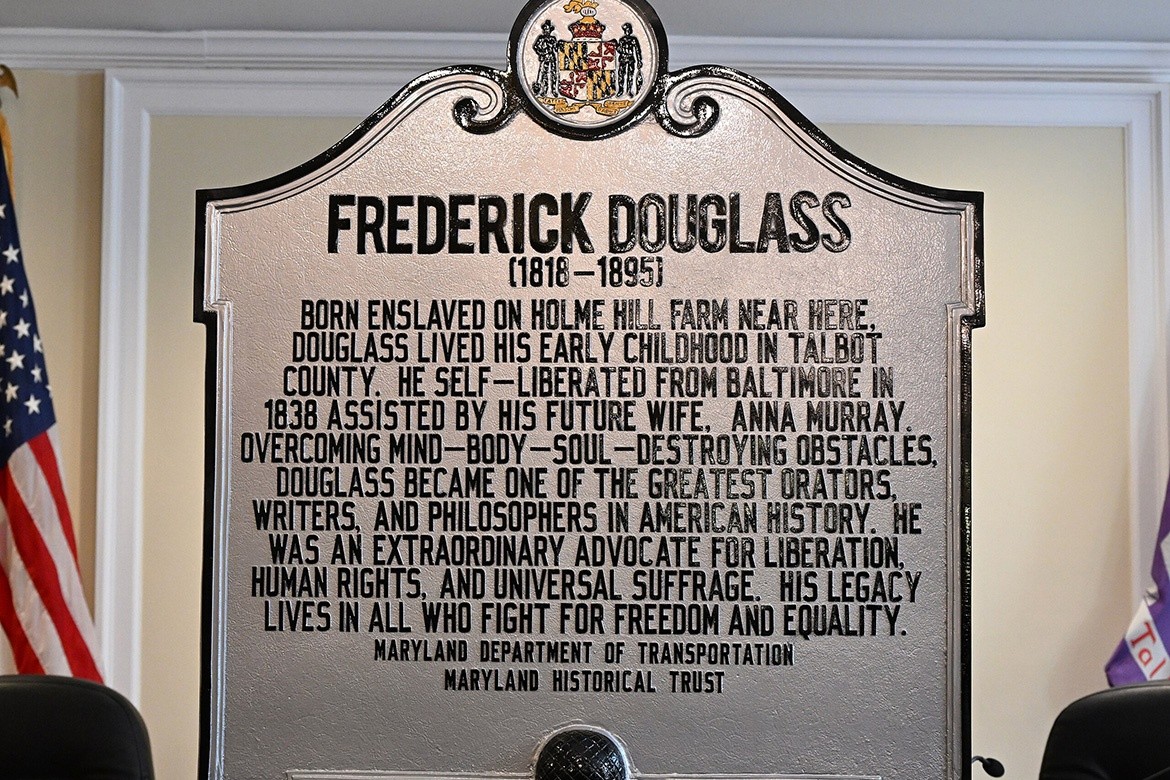 FREDERICK DOUGLASS
(1818–1895)
BORN ENSLAVED ON HOLME HILL FARM NEAR HERE,
DOUGLASS LIVED HIS EARLY CHILDHOOD IN TALBOT
COUNTY. HE SELF–LIBERATED FROM BALTIMORE IN
1838 ASSISTED BY HIS FUTURE WIFE, ANNA MURRAY.
OVERCOMING MIND–BODY–SOUL–DESTROYING OBSTACLES,
DOUGLASS BECAME ONE OF THE GREATEST ORATORS,
WRITERS, AND PHILOSOPHERS IN AMERICAN HISTORY. HE
WAS AN EXTRAORDINARY ADVOCATE FOR LIBERATION,
HUMAN RIGHTS, AND UNIVERSAL SUFFRAGE. HIS LEGACY
LIVES IN ALL WHO FIGHT FOR FREEDOM AND EQUALITY.
MARYLAND DEPARTMENT OF TRANSPORTATION
MARYLAND HISTORICAL TRUST
Tal